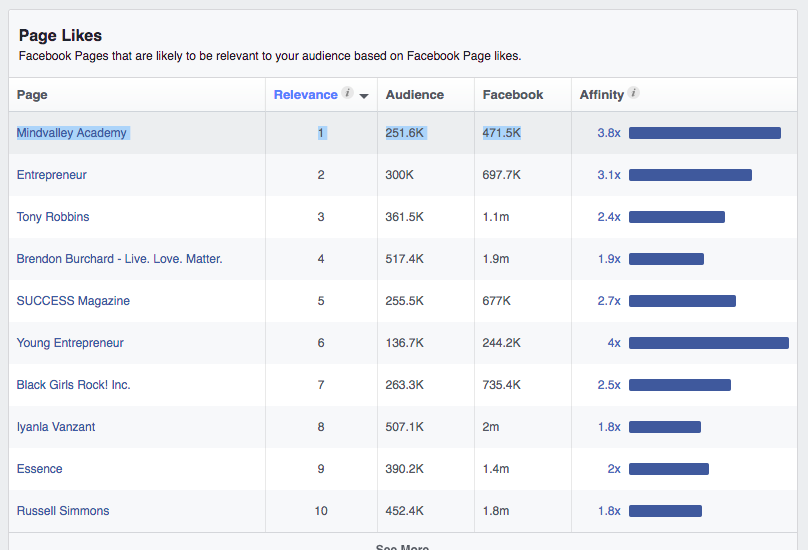 Page Likes
Facebook Pages that are likely to be relevant to your audience based on Facebook Page likes.
Page Relevance i Audience Facebook Affinity i
Mindvalley Academy 1 251.6K 471.5K 3.8x
Entrepreneur 2 300K 697.7K 3.1x
Tony Robbins 3 361.5K 1.1m 2.4x
Brendon Burchard - Live. Love. Matter. 4 517.4K 1.9m 1.9x
SUCCESS Magazine 5 255.5K 677K 2.7x
Young Entrepreneur 6 136.7K 244.2K 4x
Black Girls Rock! Inc. 7 263.3K 735.4K 2.5x
Iyanla Vanzant 8 507.1K 2m 1.8x
Essence 9 390.2K 1.4m 2x
Russell Simmons 10 452.4K 1.8m 1.8x
See More